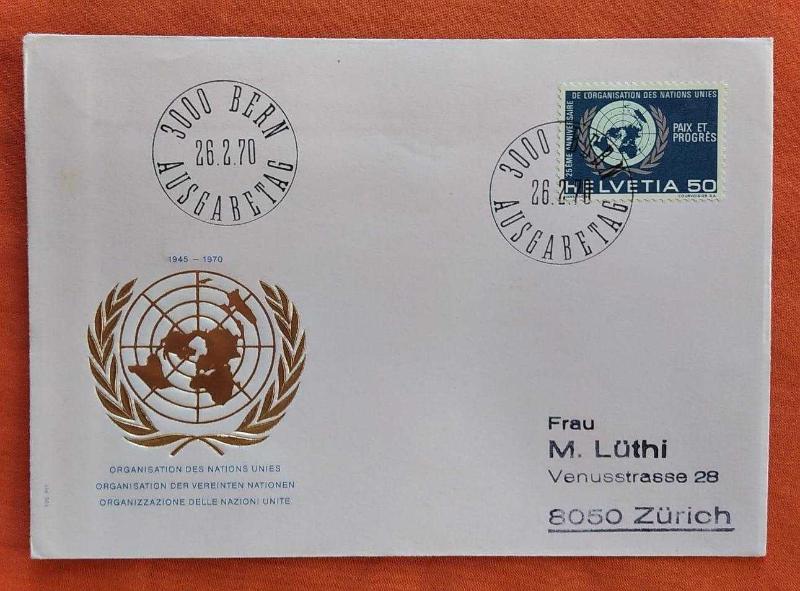 3000 BERN
26.2.70
AUSGABETAG
25ÈME ANNIVERSAIRE
DE L'ORGANISATION DES NATIONS UNIES
PAIX ET
PROGRÈS
HELVETIA 50
COURVOISIER S.A.
3000 BERN
26.2.70
AUSGABETAG
1945 – 1970
ORGANISATION DES NATIONS UNIES
ORGANISATION DER VEREINTEN NATIONEN
ORGANIZZAZIONE DELLE NAZIONI UNITE
Frau
M. Lüthi
Venusstrasse 28
8050 Zürich